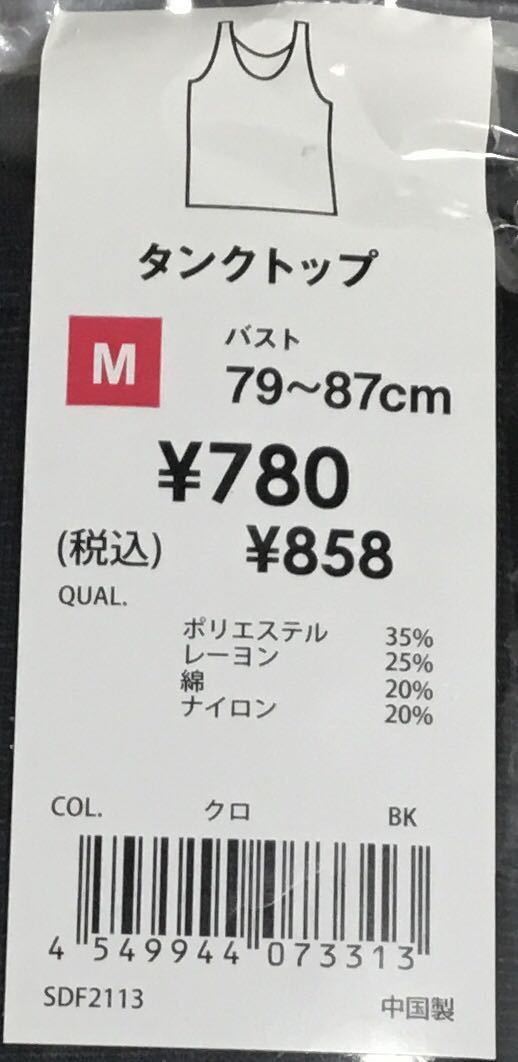 タンクトップ
M
バスト
79~87cm
¥780
(税込) ¥858
QUAL.
ポリエステル 35%
レーヨン 25%
綿 20%
ナイロン 20%
COL. クロ BK
4 549944 073313
SDF2113 中国製